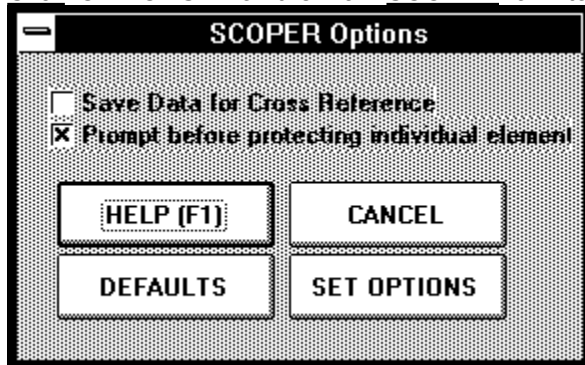 SCOPER Options
Save Data for Cross Reference
Prompt before protecting individual element
HELP (F1)
CANCEL
DEFAULTS
SET OPTIONS